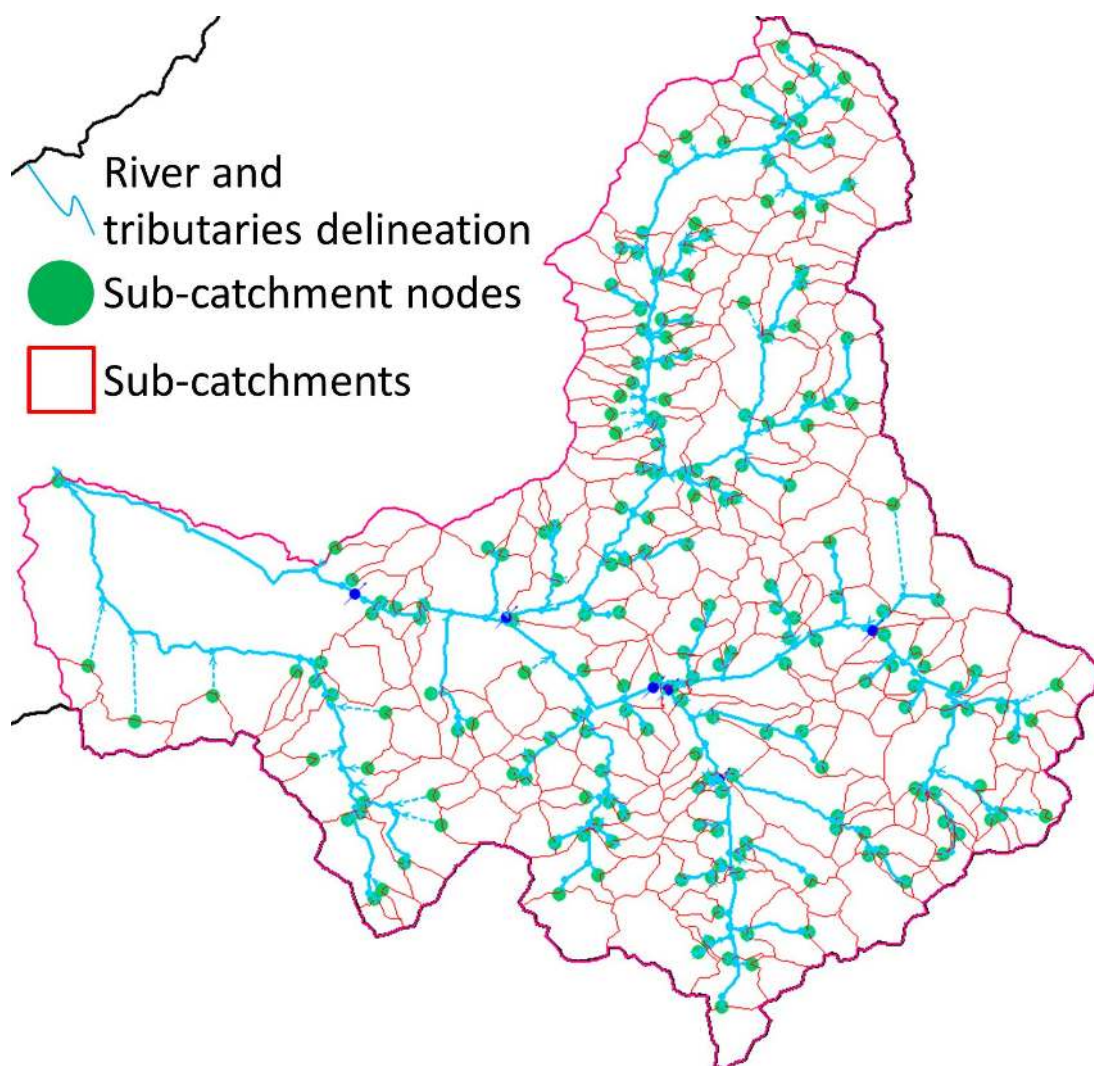 River and
tributaries delineation
Sub-catchment nodes
Sub-catchments